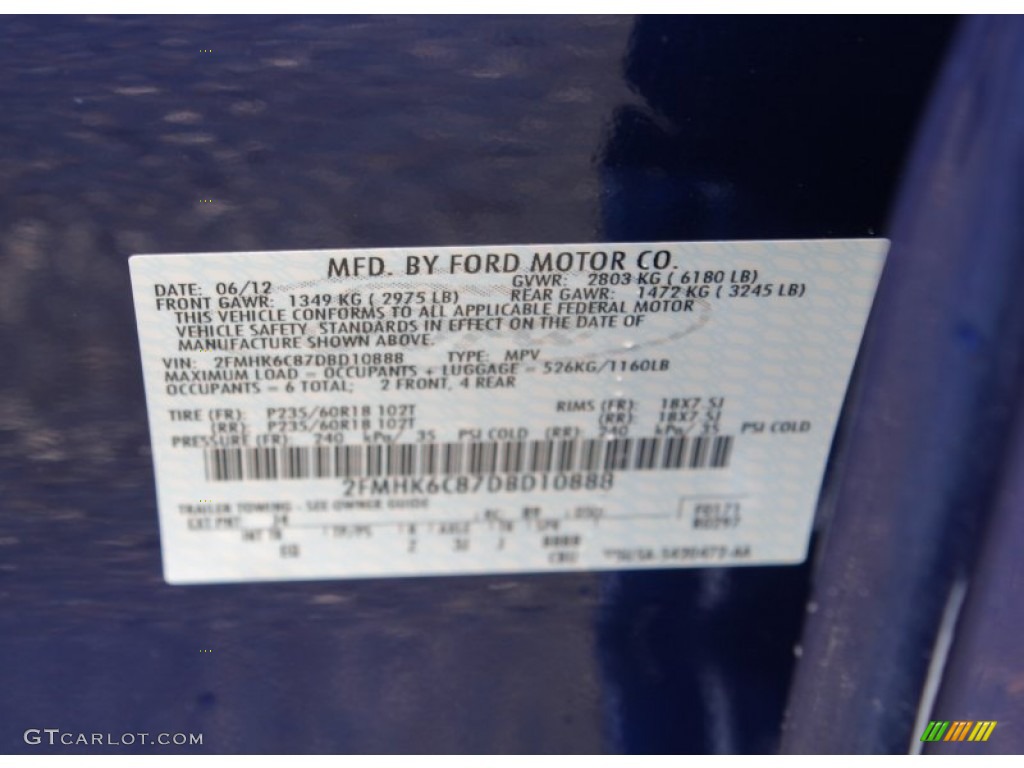 MFD. BY FORD MOTOR CO.
DATE: 06/12 GVWR: 2803 KG ( 6180 LB)
FRONT GAWR: 1349 KG ( 2975 LB) REAR GAWR: 1472 KG ( 3245 LB)
THIS VEHICLE CONFORMS TO ALL APPLICABLE FEDERAL MOTOR
VEHICLE SAFETY STANDARDS IN EFFECT ON THE DATE OF
MANUFACTURE SHOWN ABOVE.
VIN: 2FMHK6C87DBD10888 TYPE: MPV
MAXIMUM LOAD = OCCUPANTS + LUGGAGE = 526KG/1160LB
OCCUPANTS = 6 TOTAL; 2 FRONT, 4 REAR
TIRE (FR): P235/60R18 102T RIMS (FR): 18X7.5J
(RR): P235/60R18 102T (RR): 18X7.5J
PRESSURE (FR): 240 kPa/ 35 PSI COLD (RR): 240 kPa/ 35 PSI COLD
2FMHK6C87DBD10888
TRAILER TOWING - SEE OWNER GUIDE
EXT PNT:
INT TR
GTCARLOT.COM